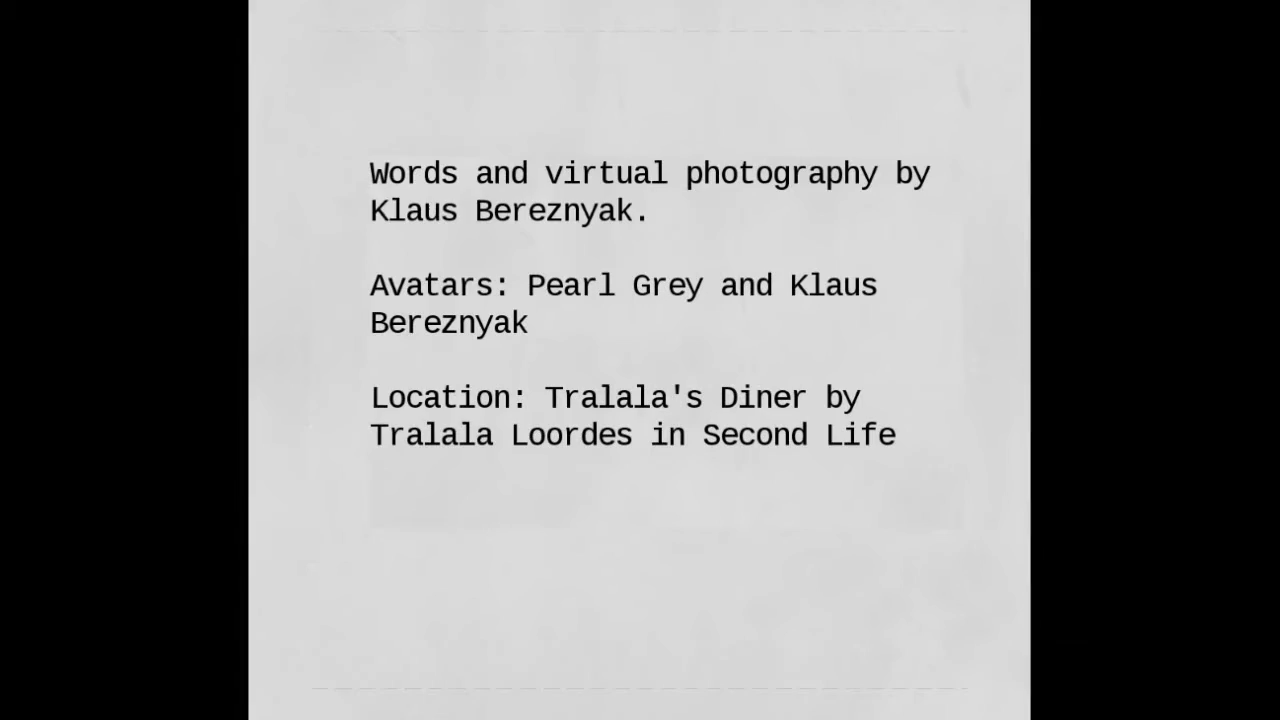 Words and virtual photography by
Klaus Bereznyak.
Avatars: Pearl Grey and Klaus
Bereznyak
Location: Tralala's Diner by
Tralala Loordes in Second Life